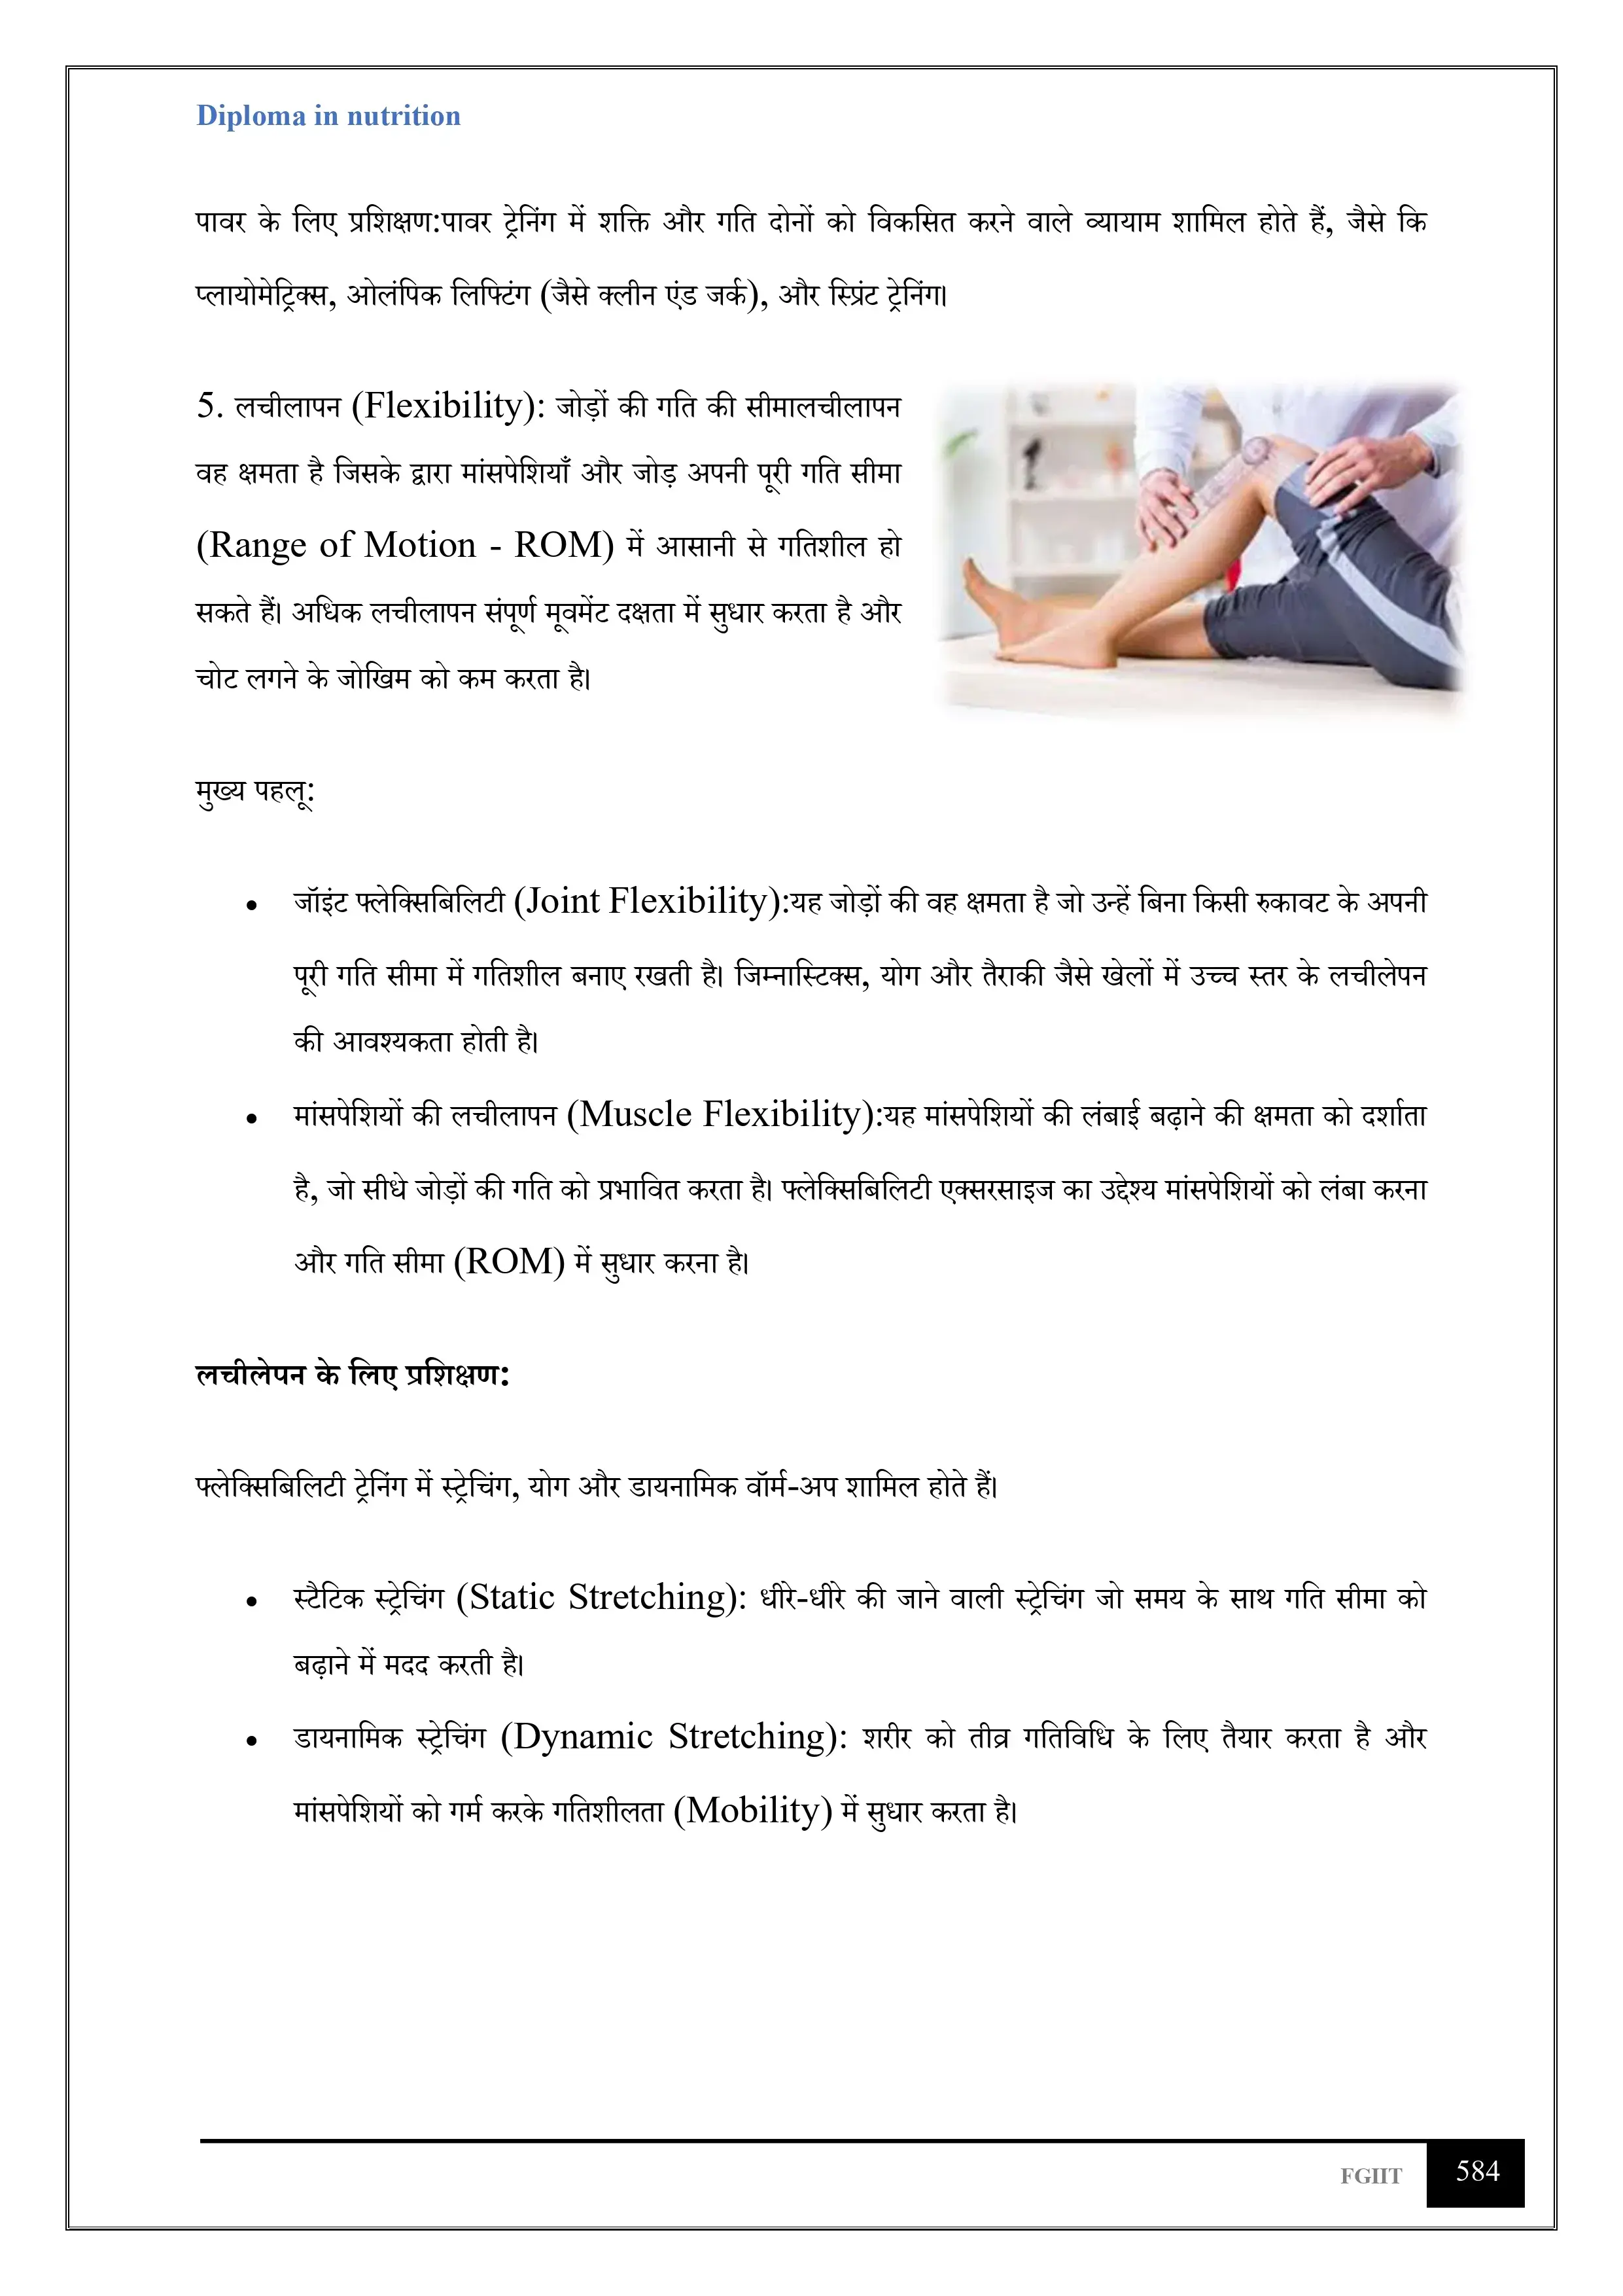 Diploma in nutrition
पावर के लिए प्रशिक्षण:पावर ट्रेनिंग में शक्ति और गति दोनों को विकसित करने वाले व्यायाम शामिल होते हैं, जैसे कि
प्लायोमेट्रिक्स, ओलंपिक लिफ्टिंग (जैसे क्लीन एंड जर्क), और स्प्रिंट ट्रेनिंग।
5. लचीलापन (Flexibility): जोड़ों की गति की सीमालचीलापन
वह क्षमता है जिसके द्वारा मांसपेशियाँ और जोड़ अपनी पूरी गति सीमा
(Range of Motion - ROM) में आसानी से गतिशील हो
सकते हैं। अधिक लचीलापन संपूर्ण मूवमेंट दक्षता में सुधार करता है और
चोट लगने के जोखिम को कम करता है।
मुख्य पहलू:
• जॉइंट फ्लेक्सिबिलिटी (Joint Flexibility):यह जोड़ों की वह क्षमता है जो उन्हें बिना किसी रुकावट के अपनी
पूरी गति सीमा में गतिशील बनाए रखती है। जिम्नास्टिक्स, योग और तैराकी जैसे खेलों में उच्च स्तर के लचीलेपन
की आवश्यकता होती है।
• मांसपेशियों की लचीलापन (Muscle Flexibility):यह मांसपेशियों की लंबाई बढ़ाने की क्षमता को दर्शाता
है, जो सीधे जोड़ों की गति को प्रभावित करता है। फ्लेक्सिबिलिटी एक्सरसाइज का उद्देश्य मांसपेशियों को लंबा करना
और गति सीमा (ROM) में सुधार करना है।
लचीलेपन के लिए प्रशिक्षण:
फ्लेक्सिबिलिटी ट्रेनिंग में स्ट्रेचिंग, योग और डायनामिक वॉर्म-अप शामिल होते हैं।
• स्टैटिक स्ट्रेचिंग (Static Stretching): धीरे-धीरे की जाने वाली स्ट्रेचिंग जो समय के साथ गति सीमा को
बढ़ाने में मदद करती है।
• डायनामिक स्ट्रेचिंग (Dynamic Stretching): शरीर को तीव्र गतिविधि के लिए तैयार करता है और
मांसपेशियों को गर्म करके गतिशीलता (Mobility) में सुधार करता है।
FGIIT 584